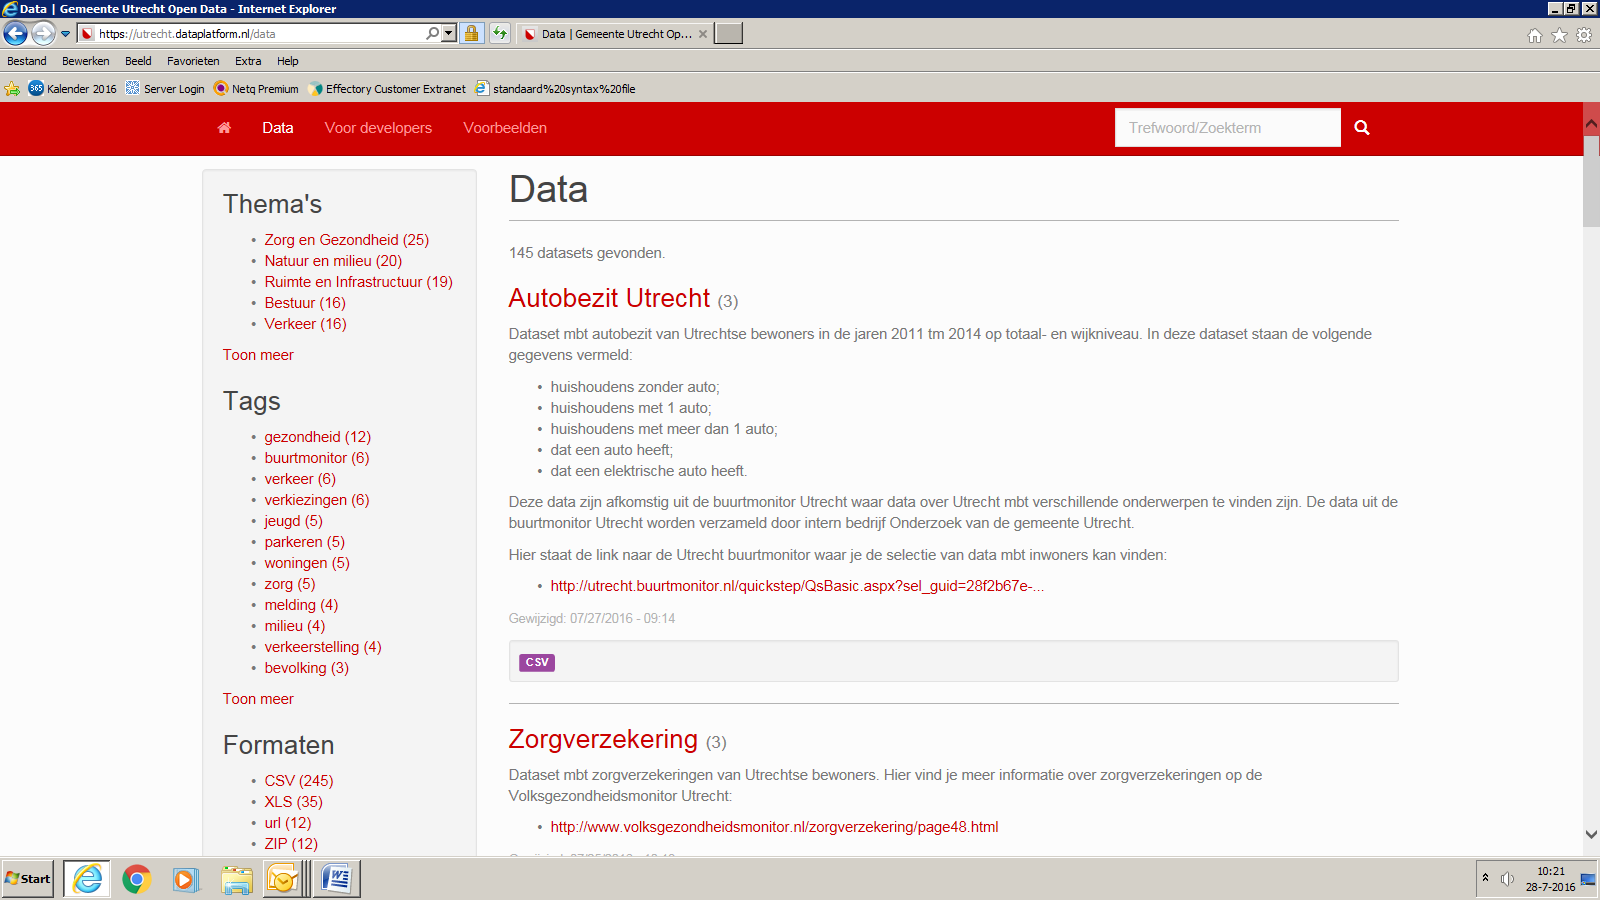 Data | Gemeente Utrecht Open Data - Internet Explorer
https://utrecht.dataplatform.nl/data
Data | Gemeente Utrecht Op...
Bestand Bewerken Beeld Favorieten Extra Help
365 Kalender 2016 Server Login Netq Premium Effectory Customer Extranet standaard%20syntax%20file
Data Voor developers Voorbeelden Trefwoord/Zoekterm
Thema's
• Zorg en Gezondheid (25)
• Natuur en milieu (20)
• Ruimte en Infrastructuur (19)
• Bestuur (16)
• Verkeer (16)
Toon meer
Tags
• gezondheid (12)
• buurtmonitor (6)
• verkeer (6)
• verkiezingen (6)
• jeugd (5)
• parkeren (5)
• woningen (5)
• zorg (5)
• melding (4)
• milieu (4)
• verkeerstelling (4)
• bevolking (3)
Toon meer
Formaten
• CSV (245)
• XLS (35)
• url (12)
• ZIP (12)
Data
145 datasets gevonden.
Autobezit Utrecht (3)
Dataset mbt autobezit van Utrechtse bewoners in de jaren 2011 tm 2014 op totaal- en wijkniveau. In deze dataset staan de volgende
gegevens vermeld:
• huishoudens zonder auto;
• huishoudens met 1 auto;
• huishoudens met meer dan 1 auto;
• dat een auto heeft;
• dat een elektrische auto heeft.
Deze data zijn afkomstig uit de buurtmonitor Utrecht waar data over Utrecht mbt verschillende onderwerpen te vinden zijn. De data uit de
buurtmonitor Utrecht worden verzameld door intern bedrijf Onderzoek van de gemeente Utrecht.
Hier staat de link naar de Utrecht buurtmonitor waar je de selectie van data mbt inwoners kan vinden:
• http://utrecht.buurtmonitor.nl/quickstep/QsBasic.aspx?sel_guid=28f2b67e-...
Gewijzigd: 07/27/2016 - 09:14
CSV
Zorgverzekering (3)
Dataset mbt zorgverzekeringen van Utrechtse bewoners. Hier vind je meer informatie over zorgverzekeringen op de
Volksgezondheidsmonitor Utrecht:
• http://www.volksgezondheidsmonitor.nl/zorgverzekering/page48.html
Start
10:21
28-7-2016